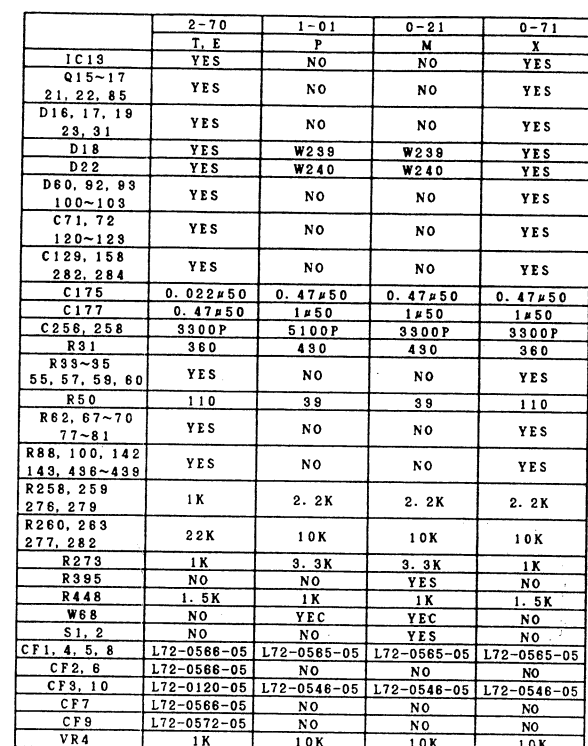 2-70 1-01 0-21 0-71
T, E P M X
IC13 YES NO NO YES
Q15~17
21, 22, 85 YES NO NO YES
D16, 17, 19
23, 31 YES NO NO YES
D18 YES W239 W239 YES
D22 YES W240 W240 YES
D60, 92, 93
100~103 YES NO NO YES
C71, 72
120~123 YES NO NO YES
C129, 158
282, 284 YES NO NO YES
C175 0.022μ50 0.47μ50 0.47μ50 0.47μ50
C177 0.47μ50 1μ50 1μ50 1μ50
C256, 258 3300P 5100P 3300P 3300P
R31 360 430 430 360
R33~35
55, 57, 59, 60 YES NO NO YES
R50 110 39 39 110
R62, 67~70
77~81 YES NO NO YES
R88, 100, 142
143, 436~439 YES NO NO YES
R258, 259
276, 279 1K 2.2K 2.2K 2.2K
R260, 263
277, 282 22K 10K 10K 10K
R273 1K 3.3K 3.3K 1K
R395 NO NO YES NO
R448 1.5K 1K 1K 1.5K
W68 NO YEC YEC NO
S1, 2 NO NO YES NO
CF1, 4, 5, 8 L72-0566-05 L72-0565-05 L72-0565-05 L72-0565-05
CF2, 6 L72-0566-05 NO NO NO
CF3, 10 L72-0120-05 L72-0546-05 L72-0546-05 L72-0546-05
CF7 L72-0566-05 NO NO NO
CF9 L72-0572-05 NO NO NO
VR4 1K 10K 10K 10K